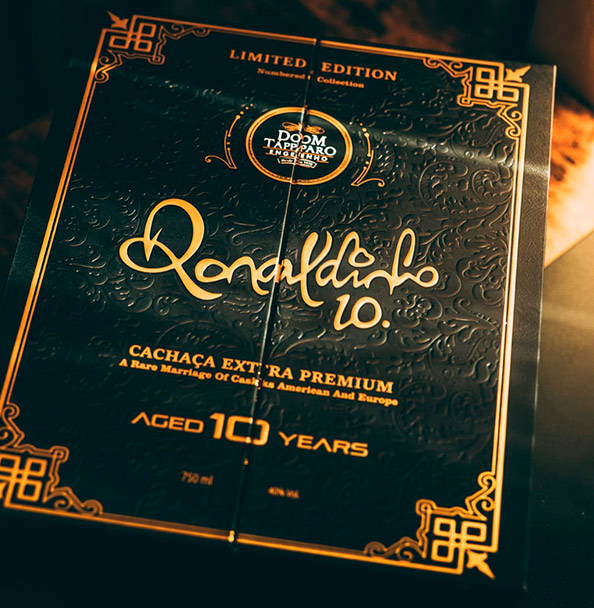 LIMITED EDITION
Numbered Collection
DOOM
TAPPARO
ENGENHO
Ronaldinho
10.
CACHAÇA EXTRA PREMIUM
A Rare Marriage Of Casks American And Europe
AGED 10 YEARS
750 ml 40% Vol.